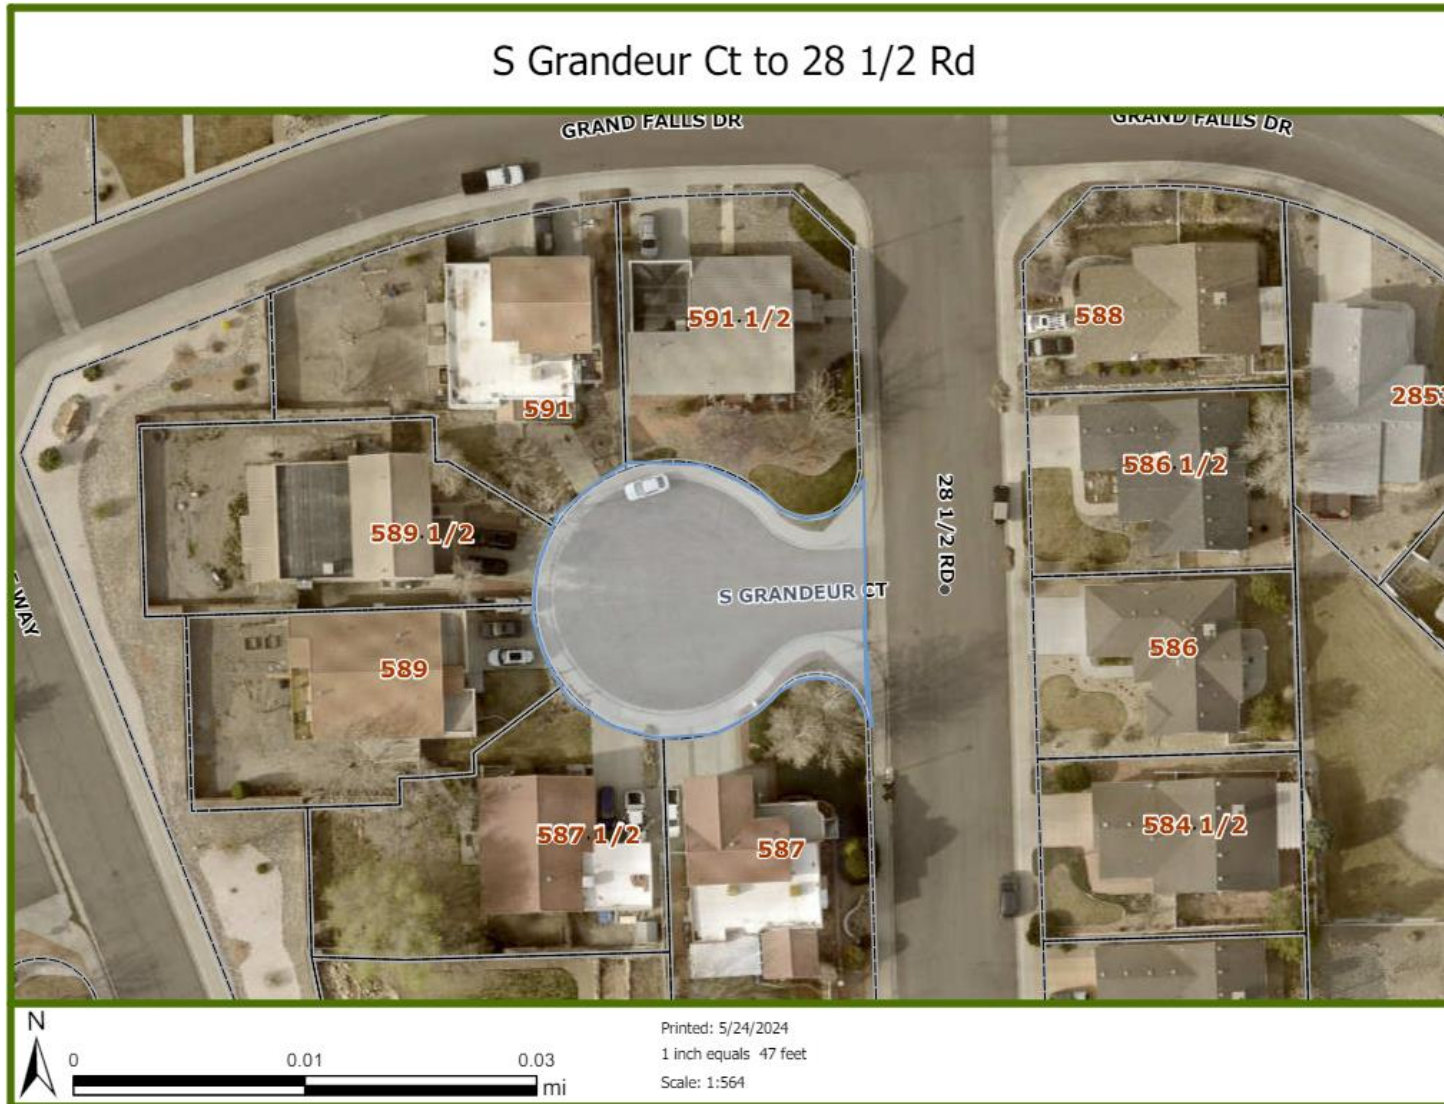 S Grandeur Ct to 28 1/2 Rd
GRAND FALLS DR
GRAND FALLS DR
591 1/2
588
591
2853
586 1/2
589 1/2
28 1/2 RD
S GRANDEUR CT
WAY
589
586
587 1/2
587
584 1/2
N
0 0.01 0.03
mi
Printed: 5/24/2024
1 inch equals 47 feet
Scale: 1:564